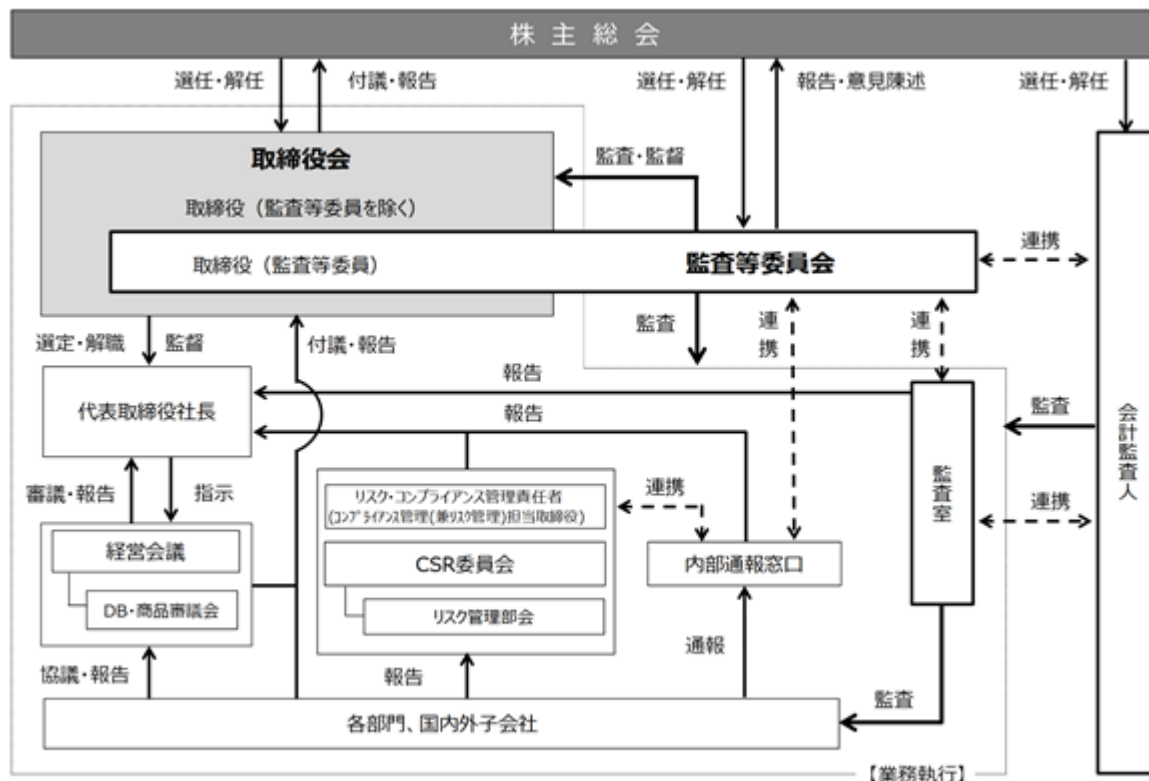 株主総会
選任・解任
付議・報告
選任・解任
報告・意見陳述
選任・解任
取締役会
監査・監督
取締役（監査等委員を除く）
取締役（監査等委員）
監査等委員会
連携
選定・解職
監督
付議・報告
監査
連携
連携
報告
代表取締役社長
報告
監査
会計監査人
審議・報告
指示
リスク・コンプライアンス管理責任者
(コンプライアンス管理(兼リスク管理)担当取締役)
連携
監査室
連携
経営会議
CSR委員会
内部通報窓口
DB・商品審議会
リスク管理部会
協議・報告
報告
通報
監査
各部門、国内外子会社
【業務執行】